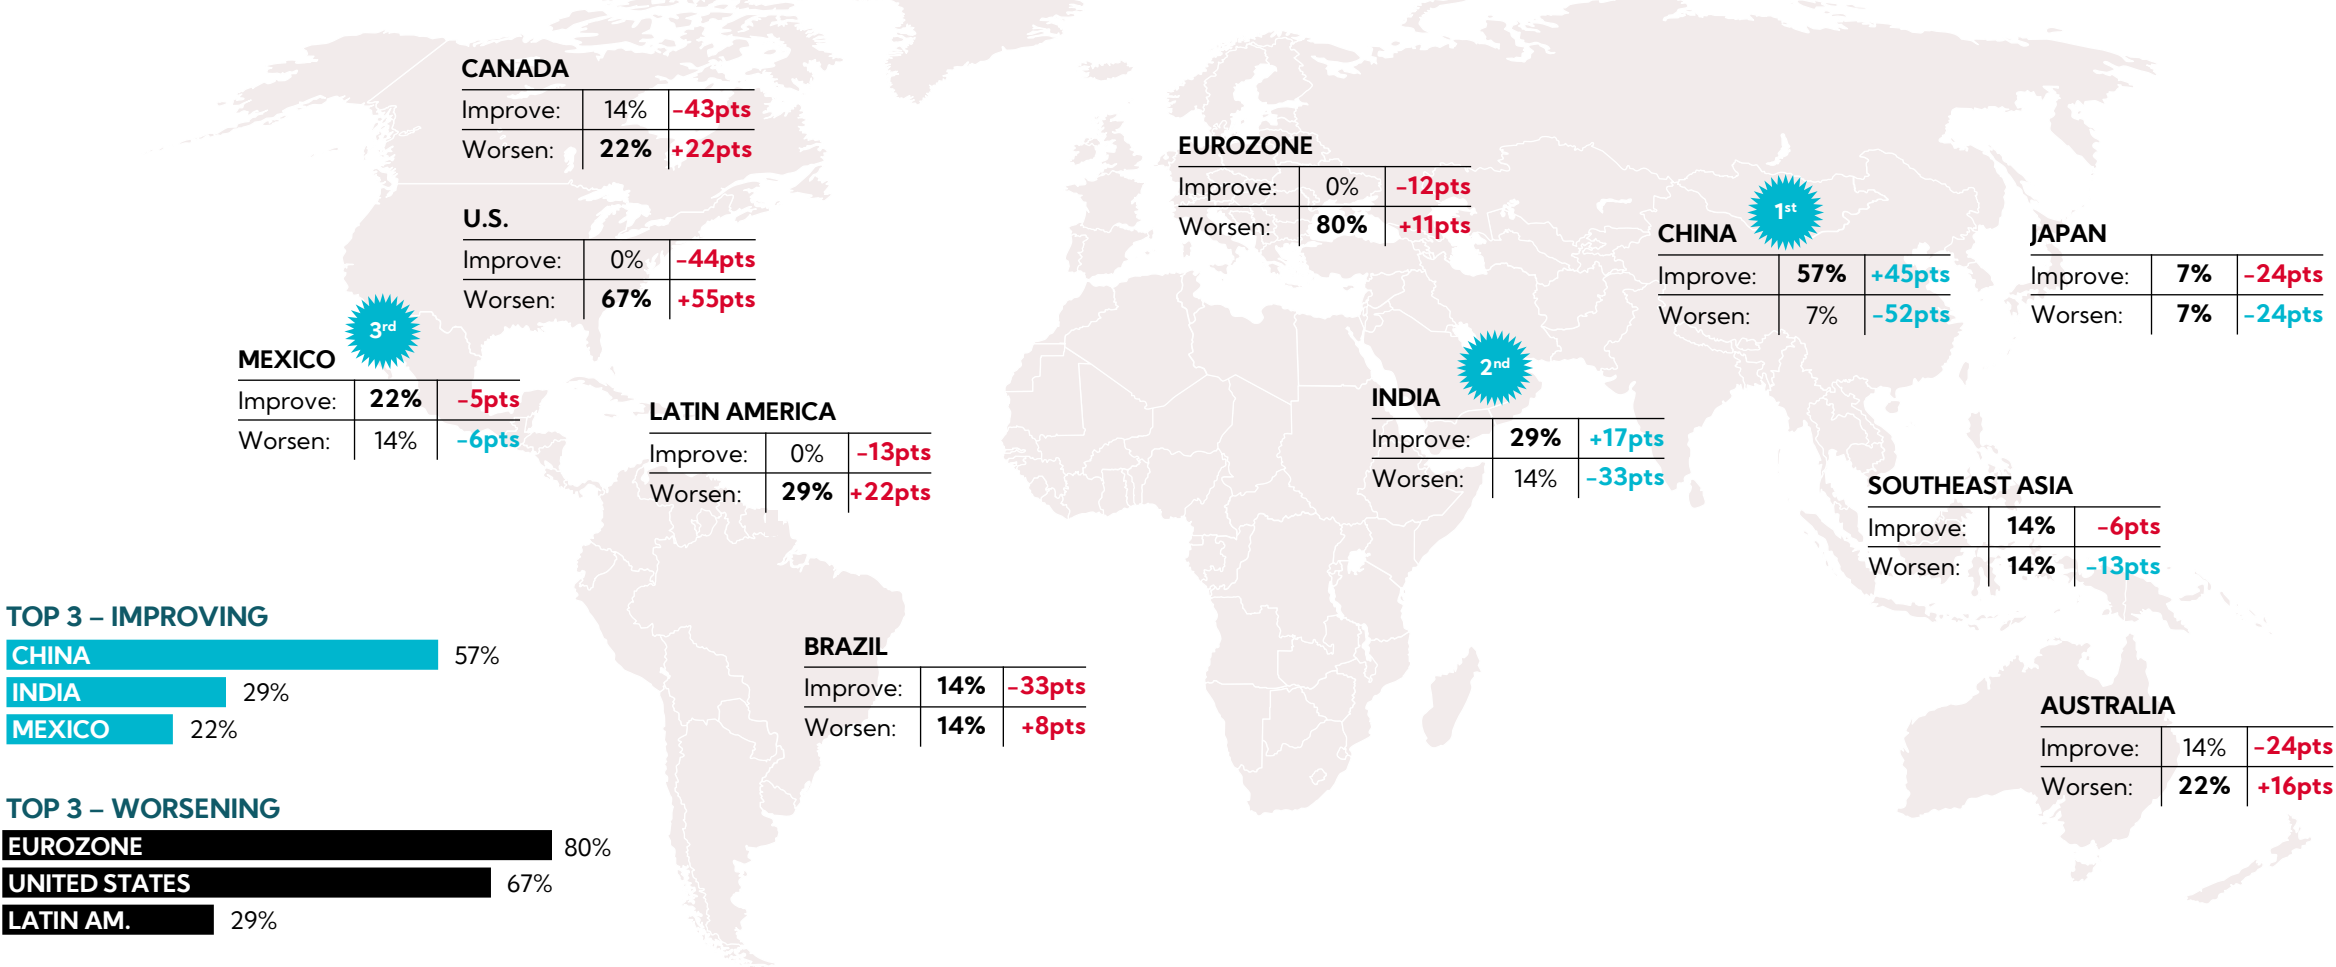 CANADA
Improve: 14% -43pts
Worsen: 22% +22pts
U.S.
Improve: 0% -44pts
Worsen: 67% +55pts
3rd
MEXICO
Improve: 22% -5pts
Worsen: 14% -6pts
LATIN AMERICA
Improve: 0% -13pts
Worsen: 29% +22pts
BRAZIL
Improve: 14% -33pts
Worsen: 14% +8pts
EUROZONE
Improve: 0% -12pts
Worsen: 80% +11pts
1st
CHINA
Improve: 57% +45pts
Worsen: 7% -52pts
JAPAN
Improve: 7% -24pts
Worsen: 7% -24pts
2nd
INDIA
Improve: 29% +17pts
Worsen: 14% -33pts
SOUTHEAST ASIA
Improve: 14% -6pts
Worsen: 14% -13pts
AUSTRALIA
Improve: 14% -24pts
Worsen: 22% +16pts
TOP 3 – IMPROVING
CHINA 57%
INDIA 29%
MEXICO 22%
TOP 3 – WORSENING
EUROZONE 80%
UNITED STATES 67%
LATIN AM. 29%